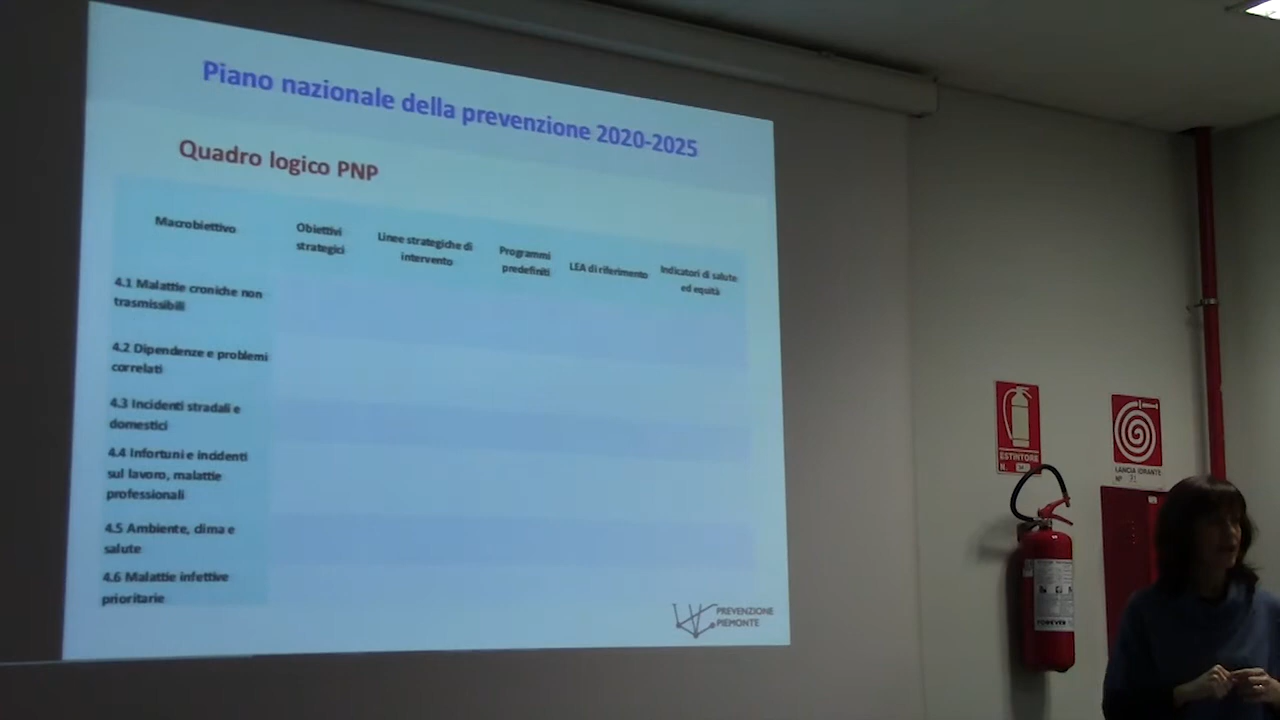 Piano nazionale della prevenzione 2020-2025
Quadro logico PNP
Macrobiettivo
Obiettivi
strategici
Linee strategiche di
intervento
Programmi
predefiniti
LEA di riferimento
Indicatori di salute
ed equità
4.1 Malattie croniche non
trasmissibili
4.2 Dipendenze e problemi
correlati
4.3 Incidenti stradali e
domestici
4.4 Infortuni e incidenti
sul lavoro, malattie
professionali
4.5 Ambiente, clima e
salute
4.6 Malattie infettive
prioritarie
PREVENZIONE
PIEMONTE
ESTINTORE
N.
LANCIA IDRANTE
N° 31